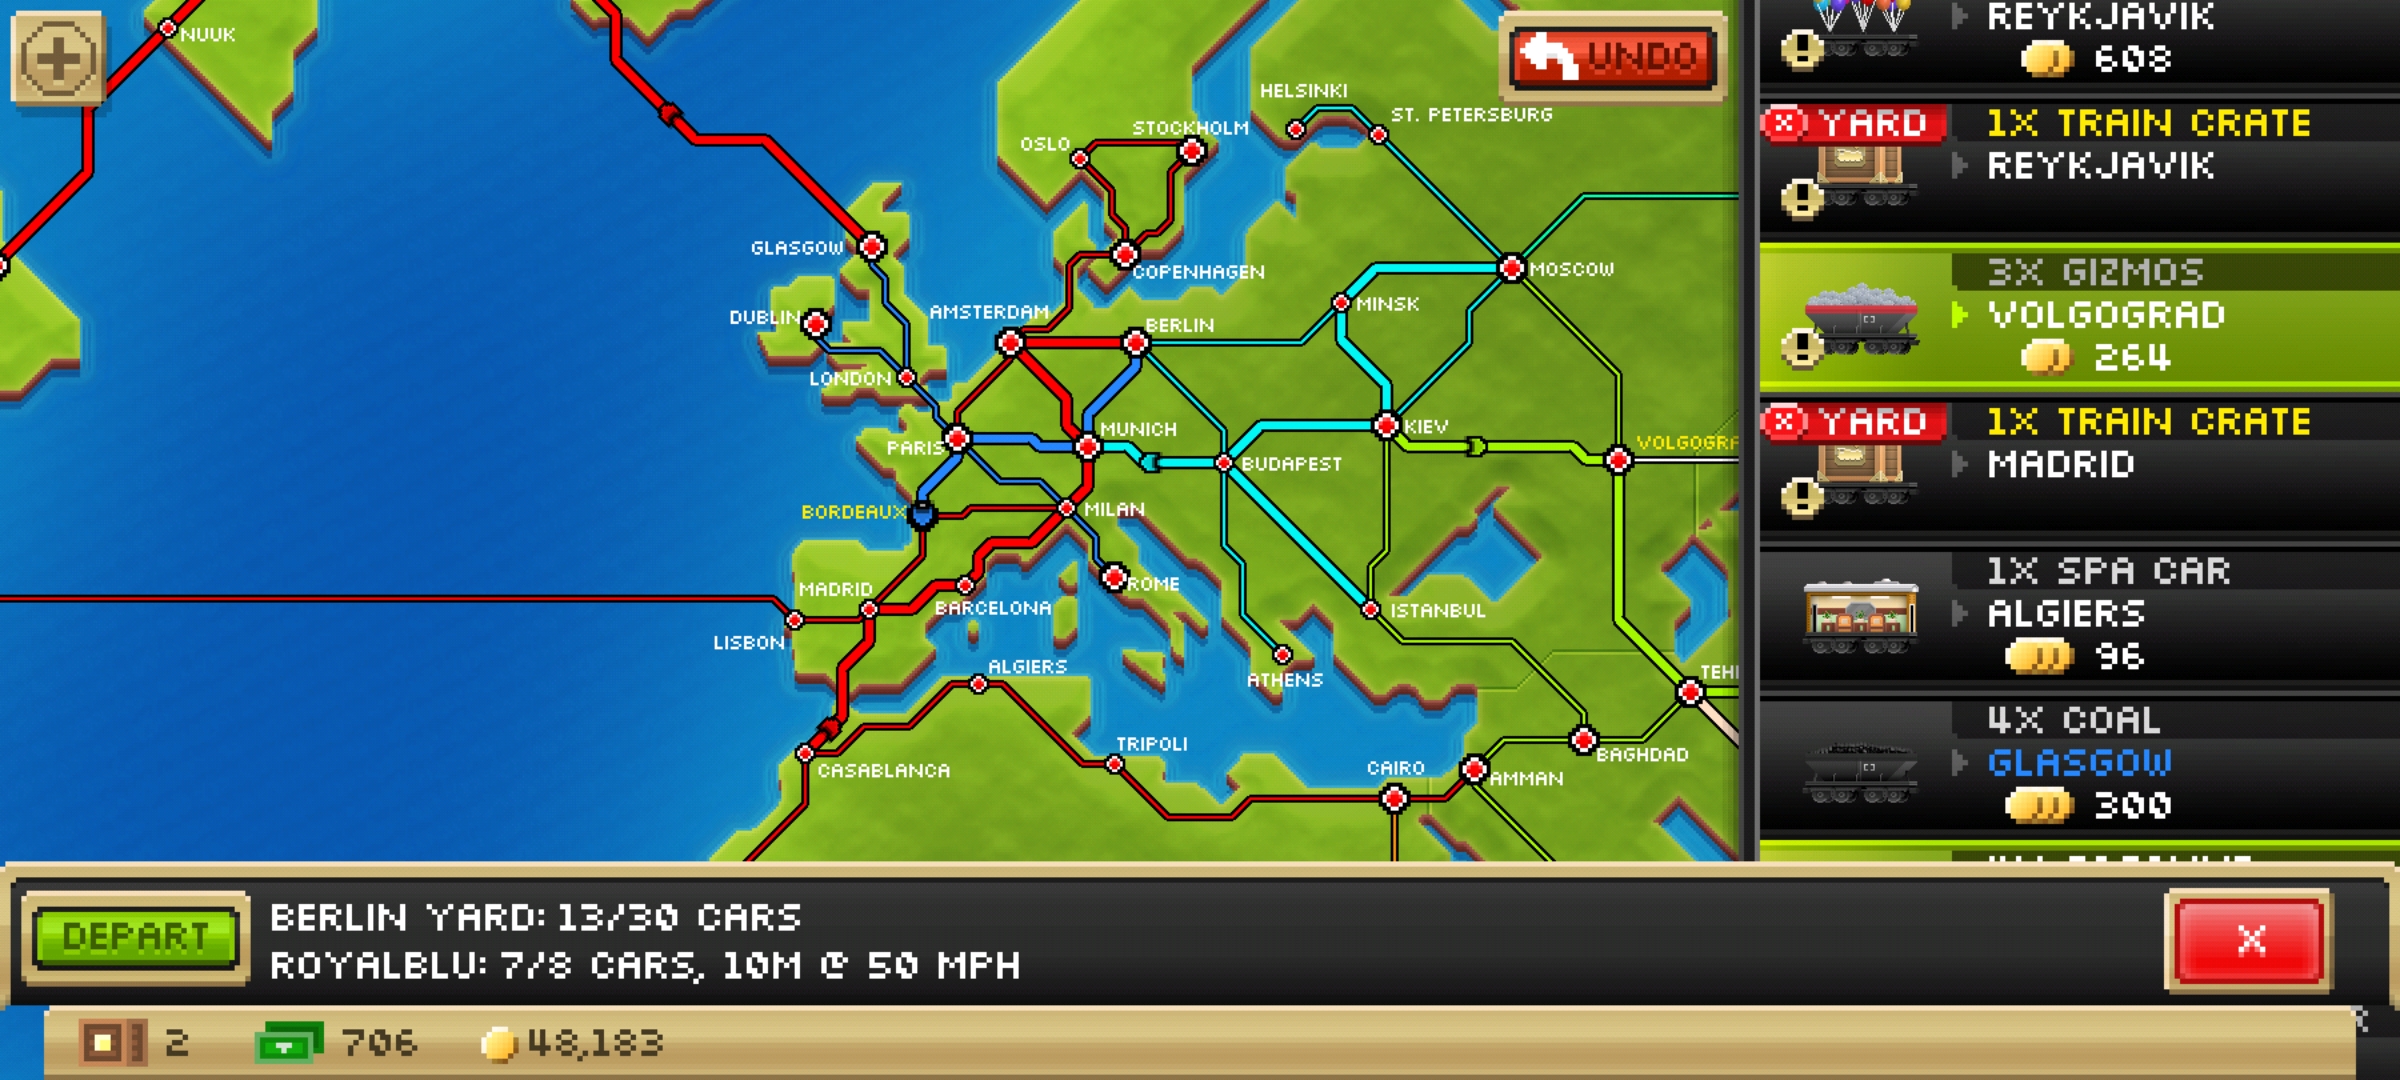 NUUK
UNDO
HELSINKI
ST. PETERSBURG
STOCKHOLM
OSLO
GLASGOW
COPENHAGEN
MOSCOW
MINSK
DUBLIN
AMSTERDAM
BERLIN
LONDON
PARIS
MUNICH
KIEV
BUDAPEST
BORDEAUX
MILAN
MADRID
BARCELONA
ROME
ISTANBUL
LISBON
ALGIERS
ATHENS
CASABLANCA
TRIPOLI
CAIRO
AMMAN
BAGHDAD
VOLGOGRA
TEH
REYKJAVIK
608
YARD
1X TRAIN CRATE
REYKJAVIK
3X GIZMOS
VOLGOGRAD
264
YARD
1X TRAIN CRATE
MADRID
1X SPA CAR
ALGIERS
96
4X COAL
GLASGOW
300
DEPART
BERLIN YARD: 13/30 CARS
ROYALBLU: 7/8 CARS, 10M @ 50 MPH
X
2
706
48,183